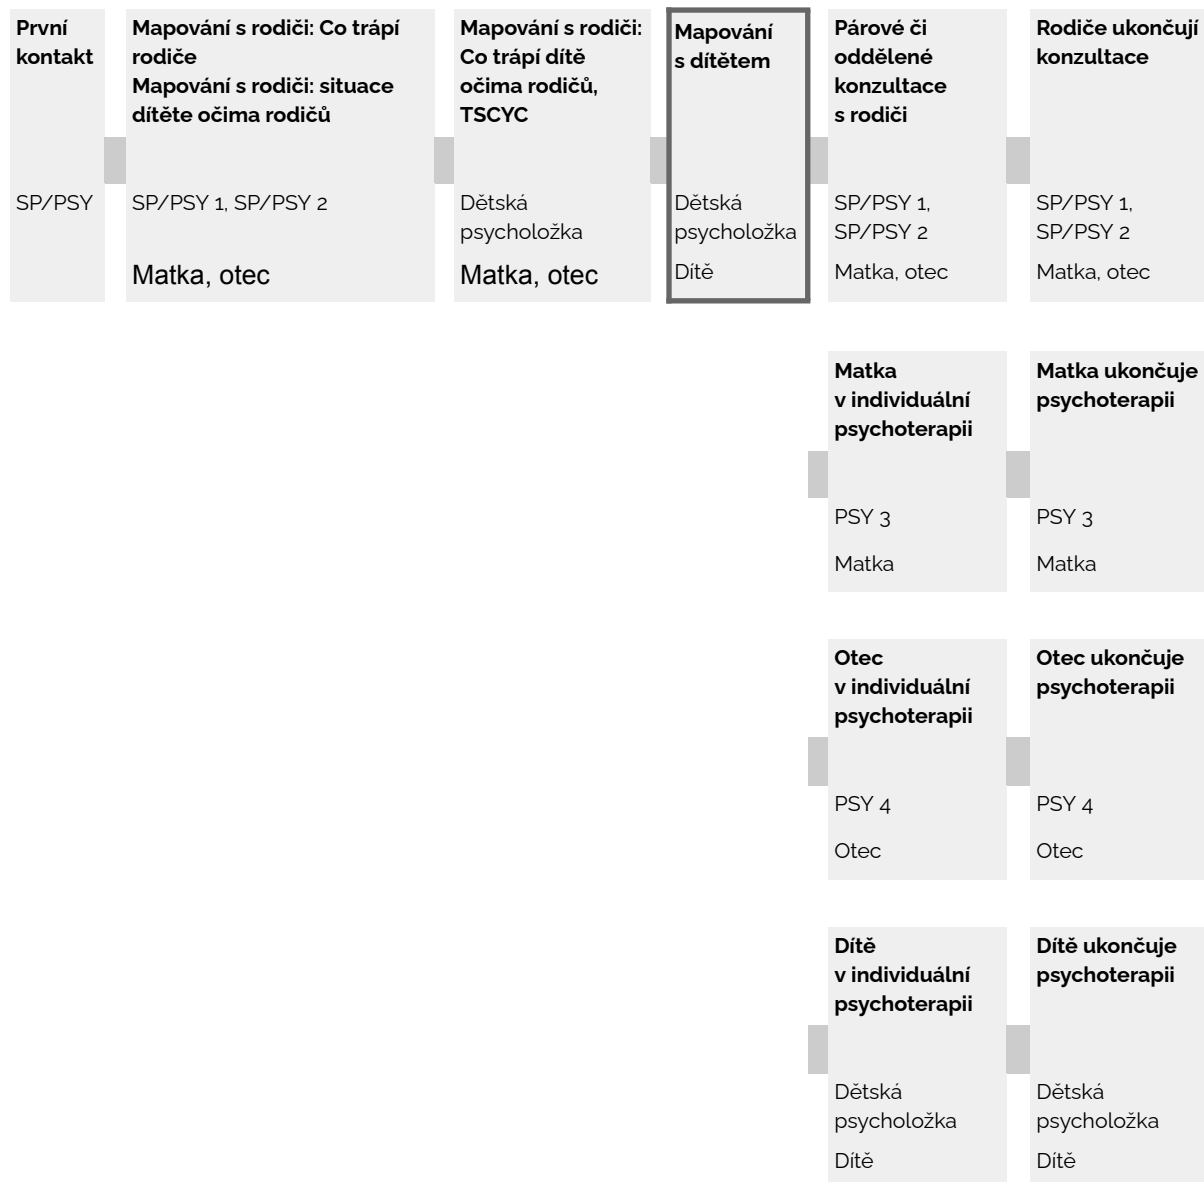 První
kontakt
SP/PSY
Mapování s rodiči: Co trápí
rodiče
Mapování s rodiči: situace
dítěte očima rodičů
SP/PSY 1, SP/PSY 2
Matka, otec
Mapování s rodiči:
Co trápí dítě
očima rodičů,
TSCYC
Dětská
psycholožka
Matka, otec
Mapování
s dítětem
Dětská
psycholožka
Dítě
Párové či
oddělené
konzultace
s rodiči
SP/PSY 1,
SP/PSY 2
Matka, otec
Rodiče ukončují
konzultace
SP/PSY 1,
SP/PSY 2
Matka, otec
Matka
v individuální
psychoterapii
PSY 3
Matka
Matka ukončuje
psychoterapii
PSY 3
Matka
Otec
v individuální
psychoterapii
PSY 4
Otec
Otec ukončuje
psychoterapii
PSY 4
Otec
Dítě
v individuální
psychoterapii
Dětská
psycholožka
Dítě
Dítě ukončuje
psychoterapii
Dětská
psycholožka
Dítě